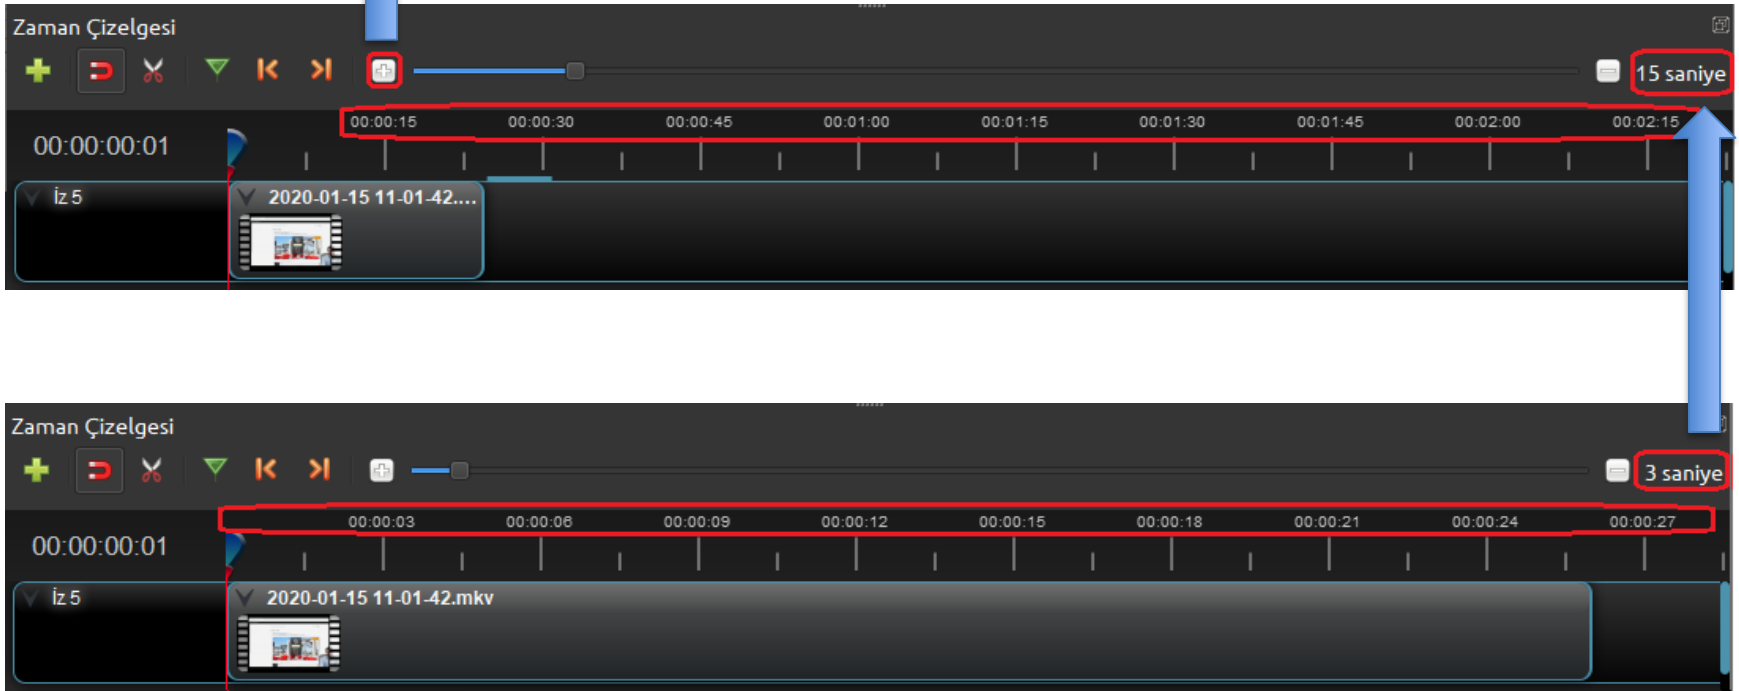 Zaman Çizelgesi
15 saniye
00:00:15 00:00:30 00:00:45 00:01:00 00:01:15 00:01:30 00:01:45 00:02:00 00:02:15
00:00:00:01
İz 5 2020-01-15 11-01-42....
Zaman Çizelgesi
3 saniye
00:00:03 00:00:06 00:00:09 00:00:12 00:00:15 00:00:18 00:00:21 00:00:24 00:00:27
00:00:00:01
İz 5 2020-01-15 11-01-42.mkv